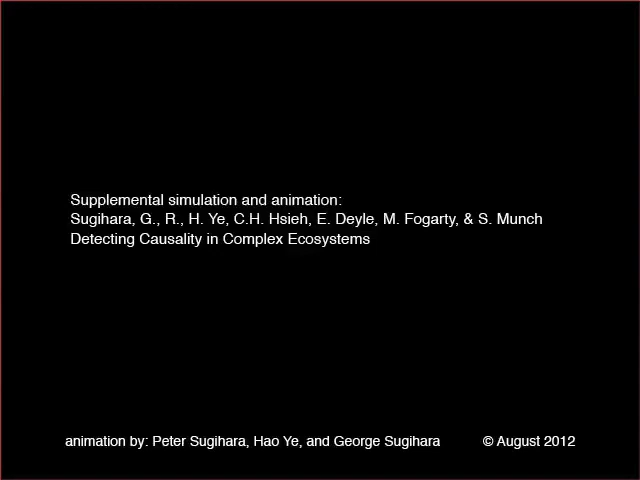 Supplemental simulation and animation:
Sugihara, G., R., H. Ye, C.H. Hsieh, E. Deyle, M. Fogarty, & S. Munch
Detecting Causality in Complex Ecosystems
animation by: Peter Sugihara, Hao Ye, and George Sugihara © August 2012